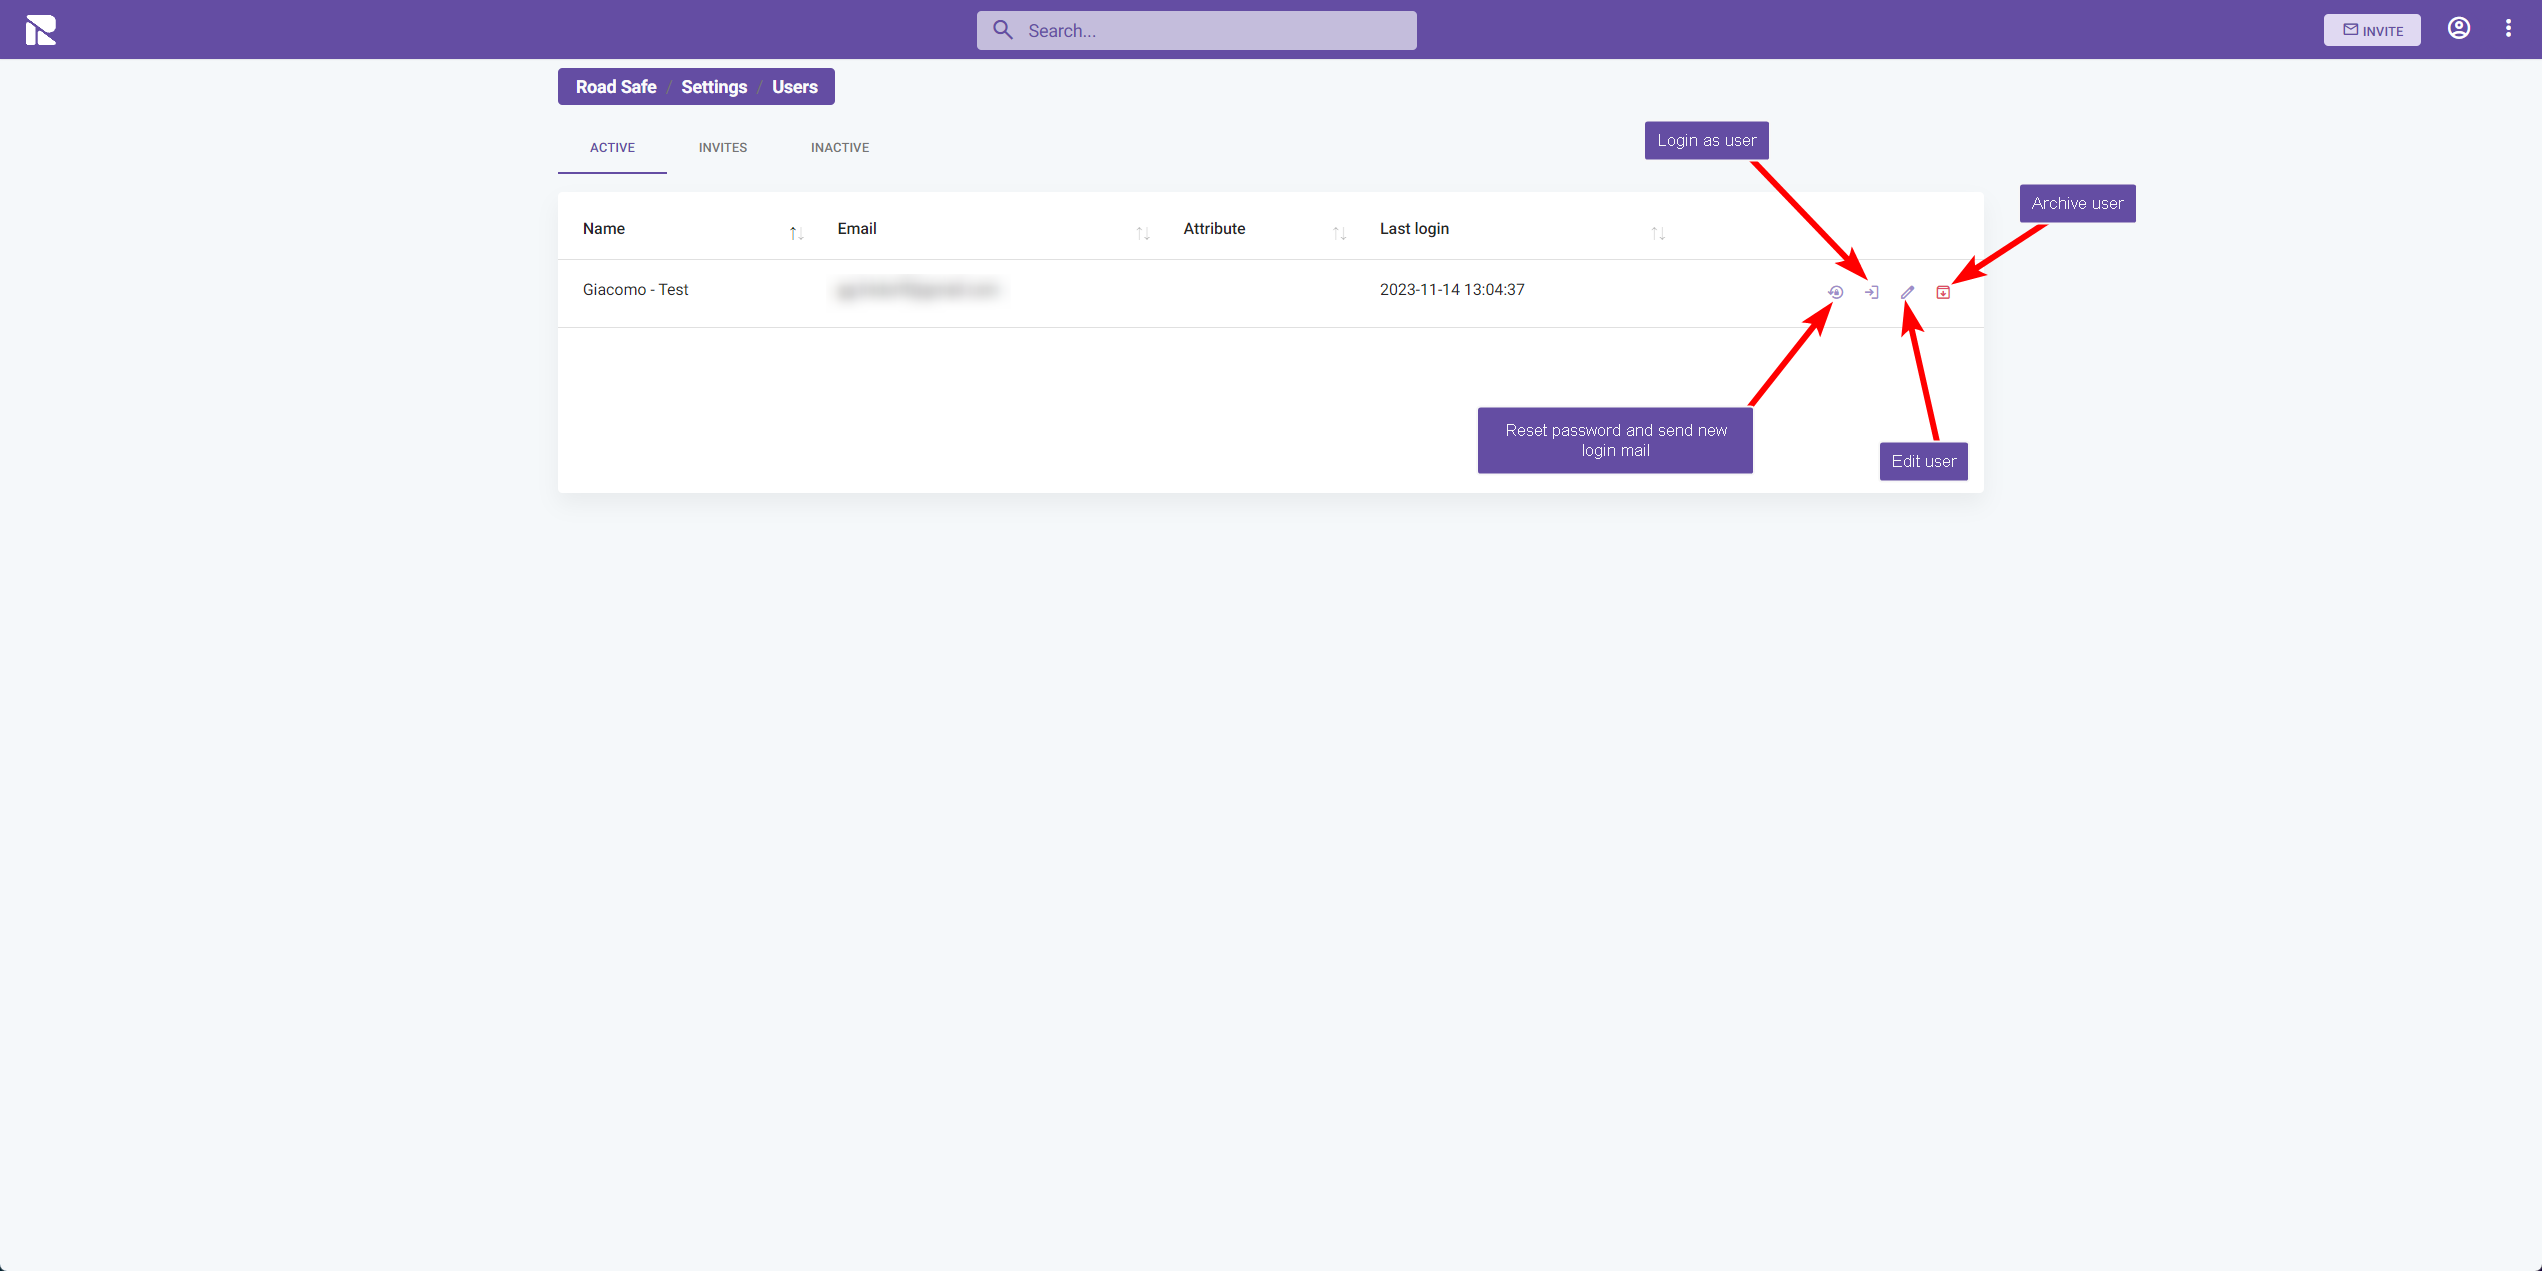 Search...
INVITE
Road Safe / Settings / Users
ACTIVE INVITES INACTIVE
Login as user
Archive user
Name Email Attribute Last login
Giacomo - Test 2023-11-14 13:04:37
Reset password and send new
login mail
Edit user